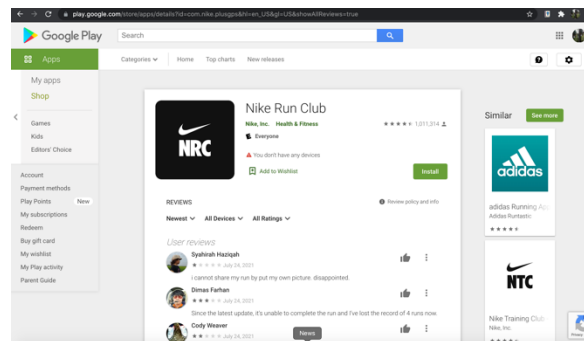 play.google.com/store/apps/details?id=com.nike.plusgps&hl=en_US&gl=US&showAllReviews=true
Google Play
Search
Apps
Categories
Home
Top charts
New releases
My apps
Shop
Games
Kids
Editors' Choice
Account
Payment methods
Play Points
New
My subscriptions
Redeem
Buy gift card
My wishlist
My Play activity
Parent Guide
NRC
Nike Run Club
Nike, Inc.
Health & Fitness
1,011,314
Everyone
You don't have any devices
Add to Wishlist
Install
REVIEWS
Review policy and info
Newest
All Devices
All Ratings
User reviews
Syahirah Haziqah
July 24, 2021
i cannot share my run by put my own picture. disappointed.
Dimas Farhan
July 24, 2021
Since the latest update, it's unable to complete the run and I've lost the record of 4 runs now.
Cody Weaver
July 24, 2021
News
Similar
See more
adidas
adidas Running App
Adidas Runtastic
NTC
Nike Training Club
Nike, Inc.